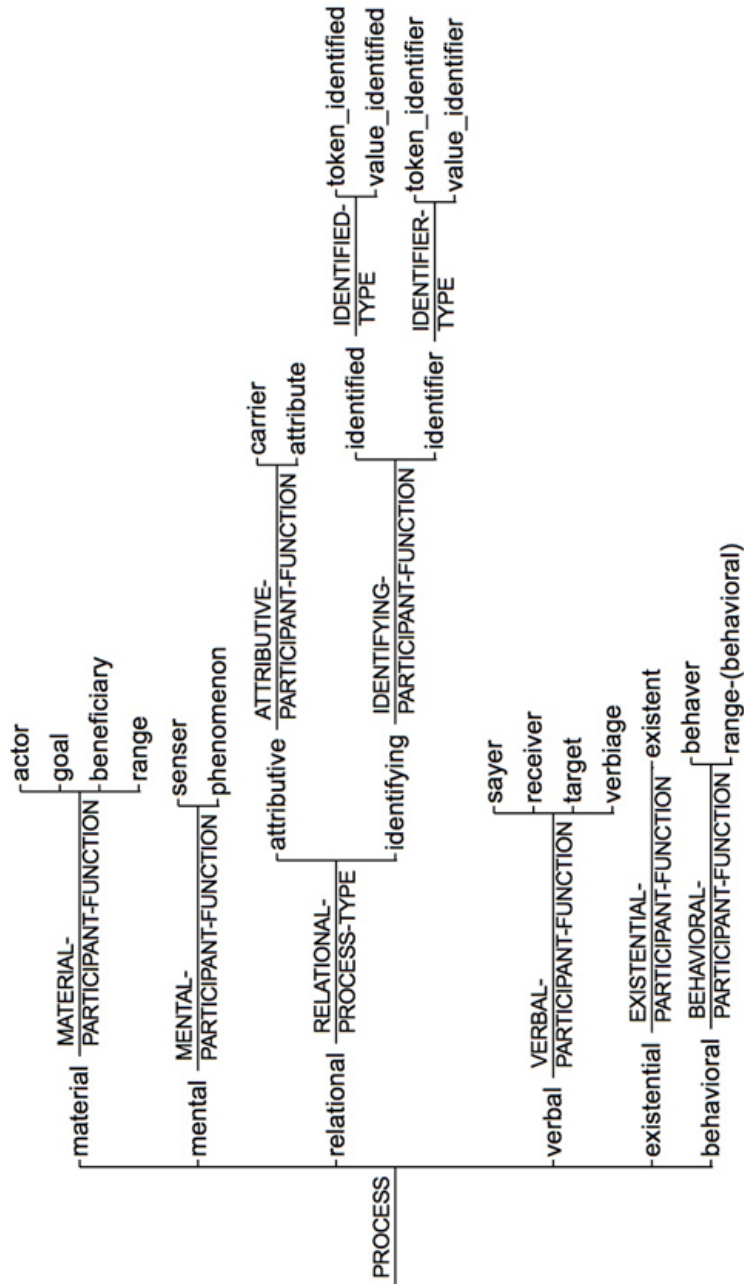 PROCESS
material
MATERIAL-
PARTICIPANT-FUNCTION
actor
goal
beneficiary
range
mental
MENTAL-
PARTICIPANT-FUNCTION
senser
phenomenon
relational
RELATIONAL-
PROCESS-TYPE
attributive
ATTRIBUTIVE-
PARTICIPANT-FUNCTION
carrier
attribute
identifying
IDENTIFYING-
PARTICIPANT-FUNCTION
identified
IDENTIFIED-
TYPE
token_identified
value_identified
identifier
IDENTIFIER-
TYPE
token_identifier
value_identifier
verbal
VERBAL-
PARTICIPANT-FUNCTION
sayer
receiver
target
verbiage
existential
EXISTENTIAL-
PARTICIPANT-FUNCTION
existent
behavioral
BEHAVIORAL-
PARTICIPANT-FUNCTION
behaver
range-(behavioral)